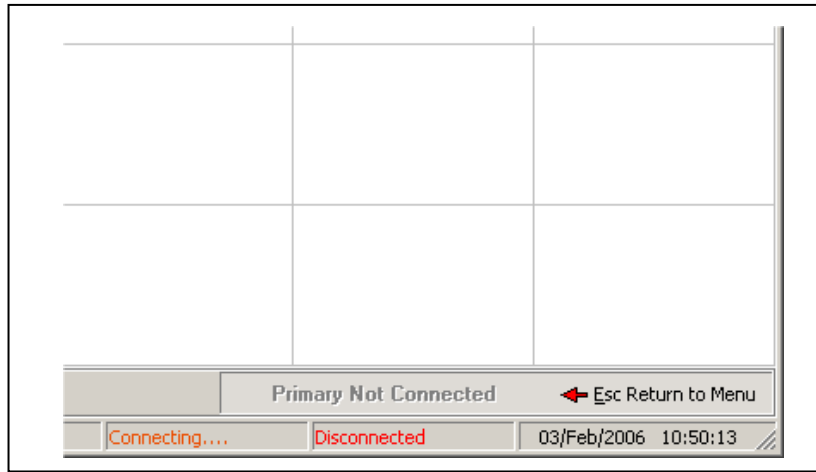 Primary Not Connected Esc Return to Menu
Connecting.... Disconnected 03/Feb/2006 10:50:13